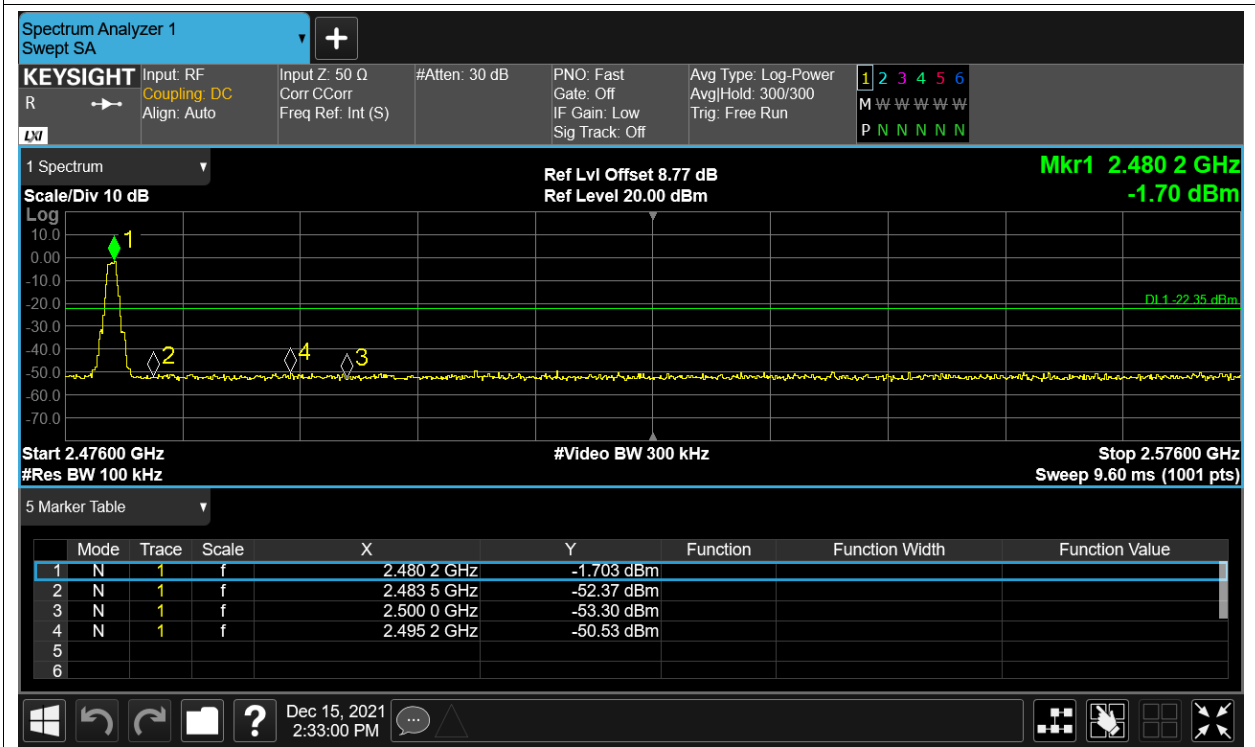 Spectrum Analyzer 1
Swept SA
▼
+
KEYSIGHT Input: RF Input Z: 50 Ω #Atten: 30 dB PNO: Fast Avg Type: Log-Power 1 2 3 4 5 6
R Coupling: DC Corr CCorr Gate: Off Avg|Hold: 300/300 M W W W W W
Align: Auto Freq Ref: Int (S) IF Gain: Low Trig: Free Run
LXI Sig Track: Off P N N N N N
1 Spectrum ▼ Ref Lvl Offset 8.77 dB Mkr1 2.480 2 GHz
Scale/Div 10 dB Ref Level 20.00 dBm -1.70 dBm
Log
10.0 1
0.00
-10.0
-20.0 DL1 -22.35 dBm
-30.0
-40.0 2 4 3
-50.0
-60.0
-70.0
Start 2.47600 GHz #Video BW 300 kHz Stop 2.57600 GHz
#Res BW 100 kHz Sweep 9.60 ms (1001 pts)
5 Marker Table ▼
Mode Trace Scale X Y Function Function Width Function Value
1 N 1 f 2.480 2 GHz -1.703 dBm
2 N 1 f 2.483 5 GHz -52.37 dBm
3 N 1 f 2.500 0 GHz -53.30 dBm
4 N 1 f 2.495 2 GHz -50.53 dBm
5
6
? Dec 15, 2021
2:33:00 PM